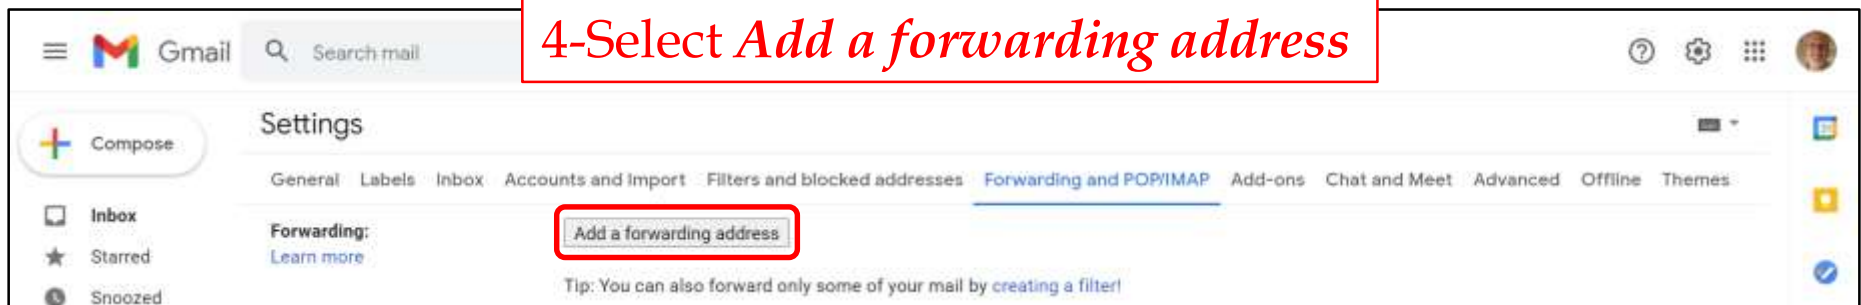 4-Select Add a forwarding address
Gmail
Search mail
Compose
Settings
General Labels Inbox Accounts and Import Filters and blocked addresses Forwarding and POP/IMAP Add-ons Chat and Meet Advanced Offline Themes
Inbox
Forwarding:
Add a forwarding address
Starred
Learn more
Tip: You can also forward only some of your mail by creating a filter!
Snoozed